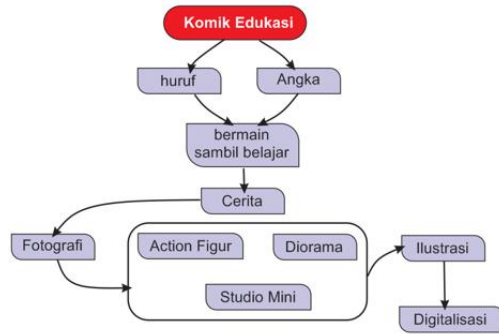 Komik Edukasi
huruf
Angka
bermain
sambil belajar
Cerita
Fotografi
Action Figur
Diorama
Studio Mini
Ilustrasi
Digitalisasi